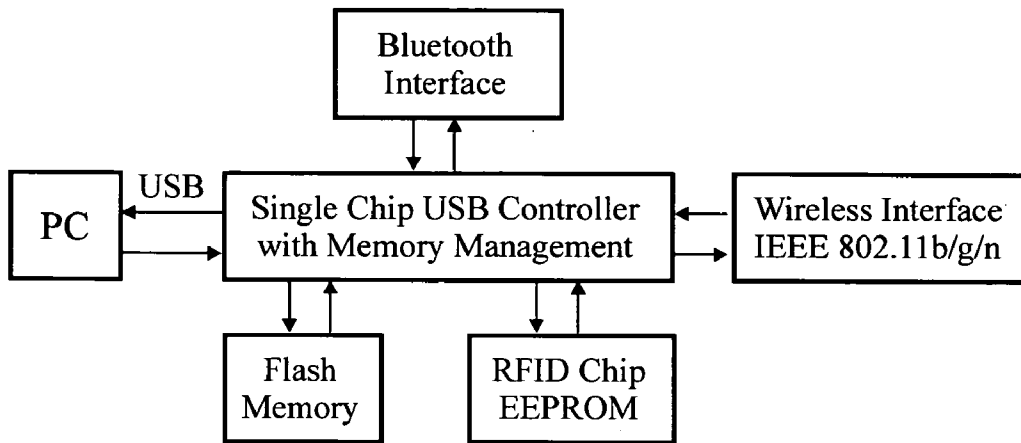 Bluetooth
Interface
USB
PC
Single Chip USB Controller
with Memory Management
Wireless Interface
IEEE 802.11b/g/n
Flash
Memory
RFID Chip
EEPROM